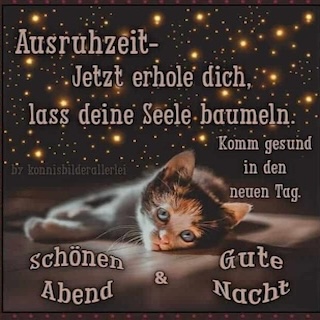 Ausruhzeit-
Jetzt erhole dich,
lass deine Seele baumeln.
Komm gesund
in den
neuen Tag.
by konnisbilderallerlei
Schönen
Abend
&
Gute
Nacht